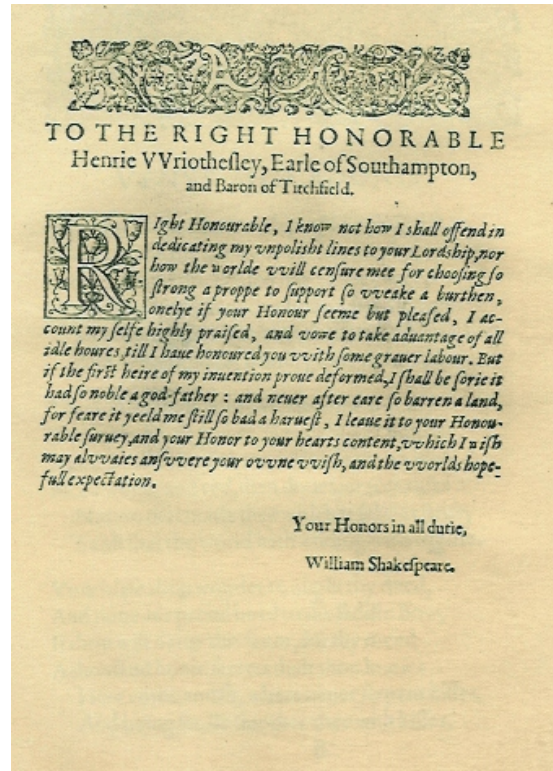 TO THE RIGHT HONORABLE
Henrie VVriotheſley, Earle of Southampton,
and Baron of Titchfield.
RIght Honourable, I know not how I shall offend in
dedicating my vnpolisht lines to your Lordship, nor
how the worlde vvill cenſure mee for chooſing ſo
ſtrong a proppe to ſupport ſo vveake a burthen,
onelye if your Honour ſeeme but pleaſed, I ac-
count my ſelfe highly praiſed, and vowe to take aduantage of all
idle houres, till I haue honoured you vvith ſome grauer labour. But
if the firſt heire of my inuention proue deformed, I ſhall be ſorie it
had ſo noble a god-father : and neuer after eare ſo barren a land,
for feare it yeeld me ſtill ſo bad a harueſt, I leaue it to your Honou-
rable ſuruey, and your Honor to your hearts content, vvhich I wiſh
may alvvaies anſvvere your ovvne vviſh, and the vvorlds hope-
full expectation.
Your Honors in all dutie,
William Shakeſpeare.